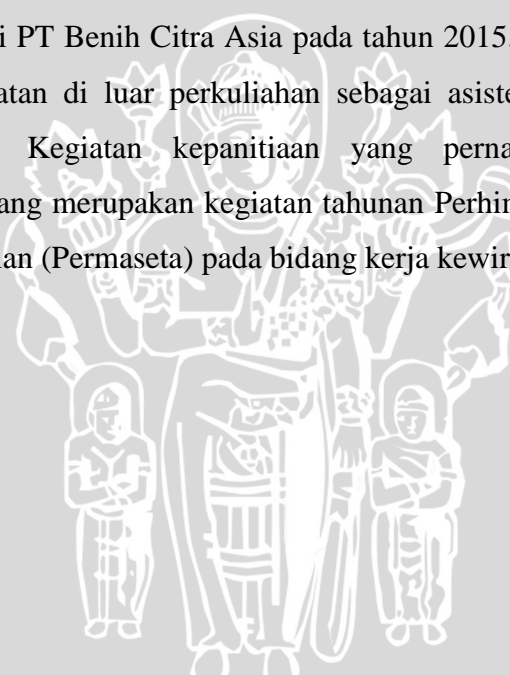 i PT Benih Citra Asia pada tahun 2015.
atan di luar perkuliahan sebagai asiste
Kegiatan kepanitiaan yang perna
ang merupakan kegiatan tahunan Perhin
an (Permaseta) pada bidang kerja kewir